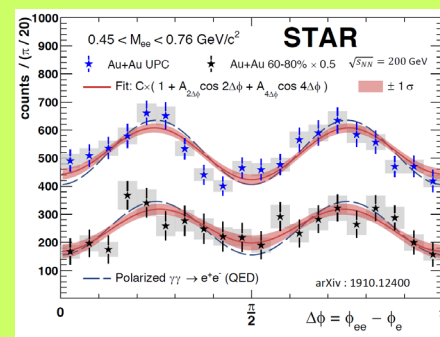 1000
900
800
700
600
500
400
300
200
100
counts / (π / 20)
0.45 < M_ee < 0.76 GeV/c²
STAR
Au+Au UPC
Au+Au 60-80% × 0.5
√s_NN = 200 GeV
Fit: C×( 1 + A_2Δϕ cos 2Δϕ + A_4Δϕ cos 4Δϕ )
± 1 σ
Polarized γγ → e⁺e⁻ (QED)
arXiv : 1910.12400
0
π
2
Δϕ = ϕ_ee − ϕ_e